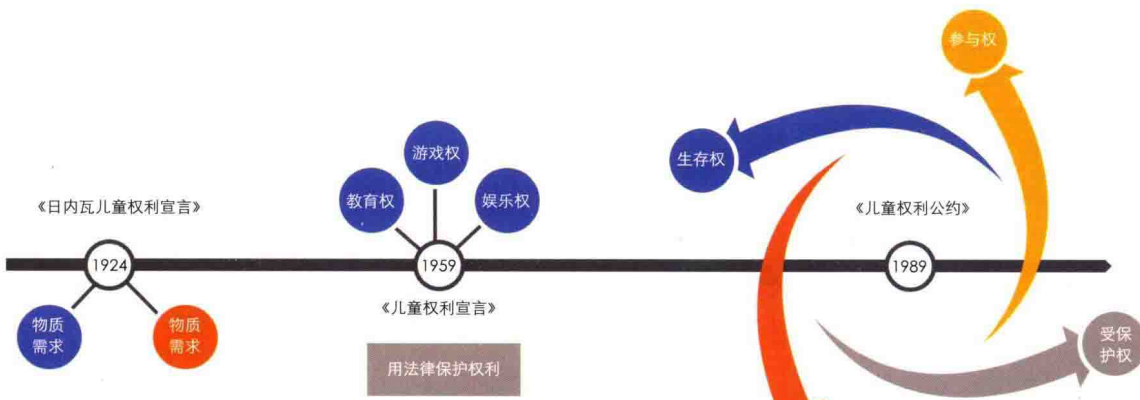 参与权
游戏权
生存权
教育权
娱乐权
《日内瓦儿童权利宣言》
《儿童权利公约》
1924
1959
1989
《儿童权利宣言》
物质
需求
物质
需求
受保
护权
用法律保护权利